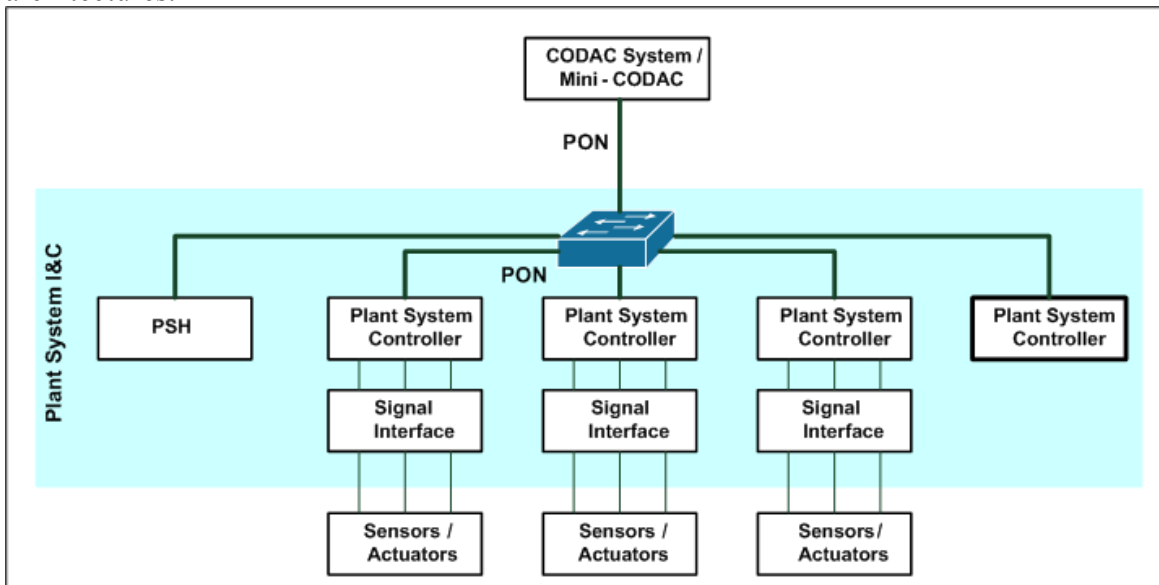 CODAC System /
Mini - CODAC
PON
Plant System I&C
PON
PSH
Plant System
Controller
Plant System
Controller
Plant System
Controller
Plant System
Controller
Signal
Interface
Signal
Interface
Signal
Interface
Sensors /
Actuators
Sensors /
Actuators
Sensors/
Actuators